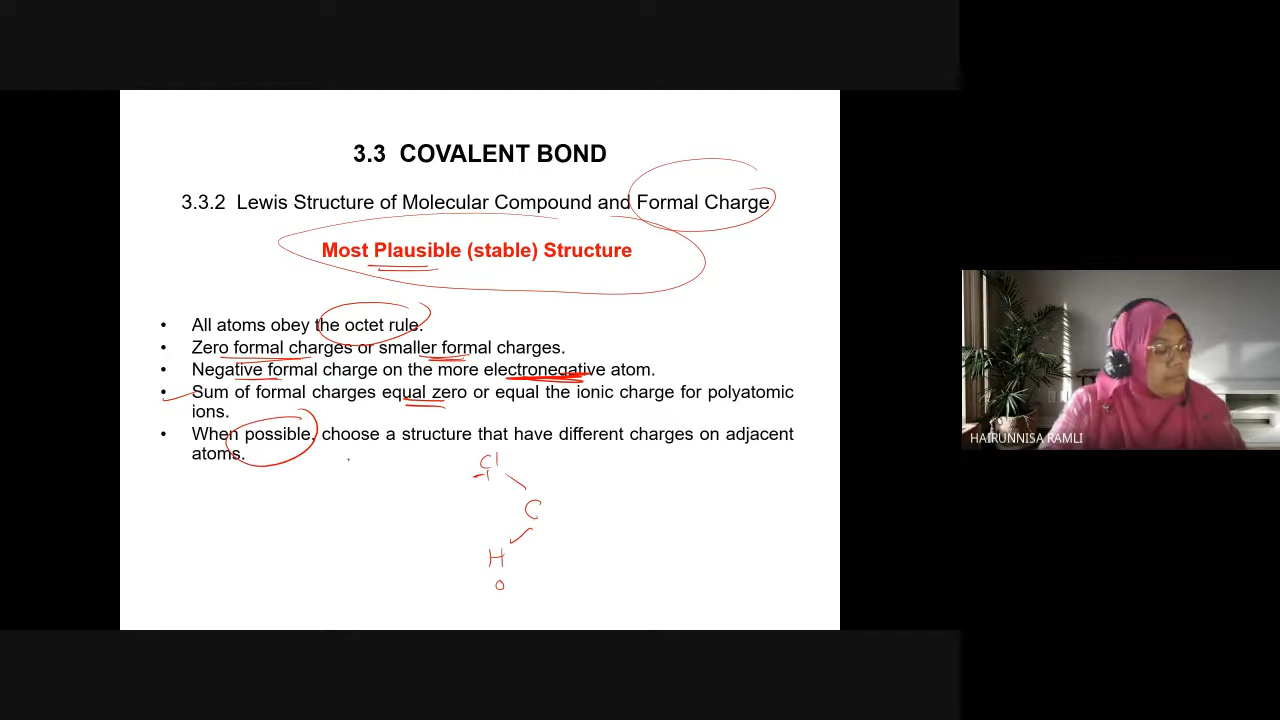 3.3 COVALENT BOND
3.3.2 Lewis Structure of Molecular Compound and Formal Charge
Most Plausible (stable) Structure
• All atoms obey the octet rule.
• Zero formal charges or smaller formal charges.
• Negative formal charge on the more electronegative atom.
• Sum of formal charges equal zero or equal the ionic charge for polyatomic
ions.
• When possible, choose a structure that have different charges on adjacent
atoms.
Cl
-1
C
H
0
HAIRUNNISA RAMLI